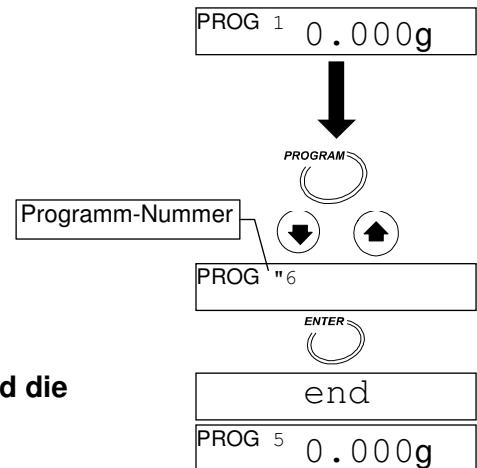 PROG 1 0.000g
PROGRAM
Programm-Nummer
PROG "6
ENTER
d die
end
PROG 5 0.000g